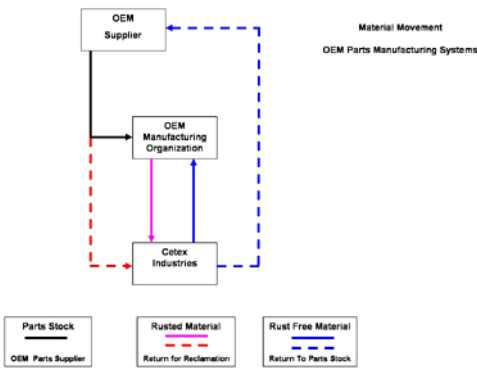 OEM
Supplier
Material Movement
OEM Parts Manufacturing Systems
OEM
Manufacturing
Organization
Cetex
Industries
Parts Stock
OEM Parts Supplier
Rusted Material
Return for Reclamation
Rust Free Material
Return To Parts Stock